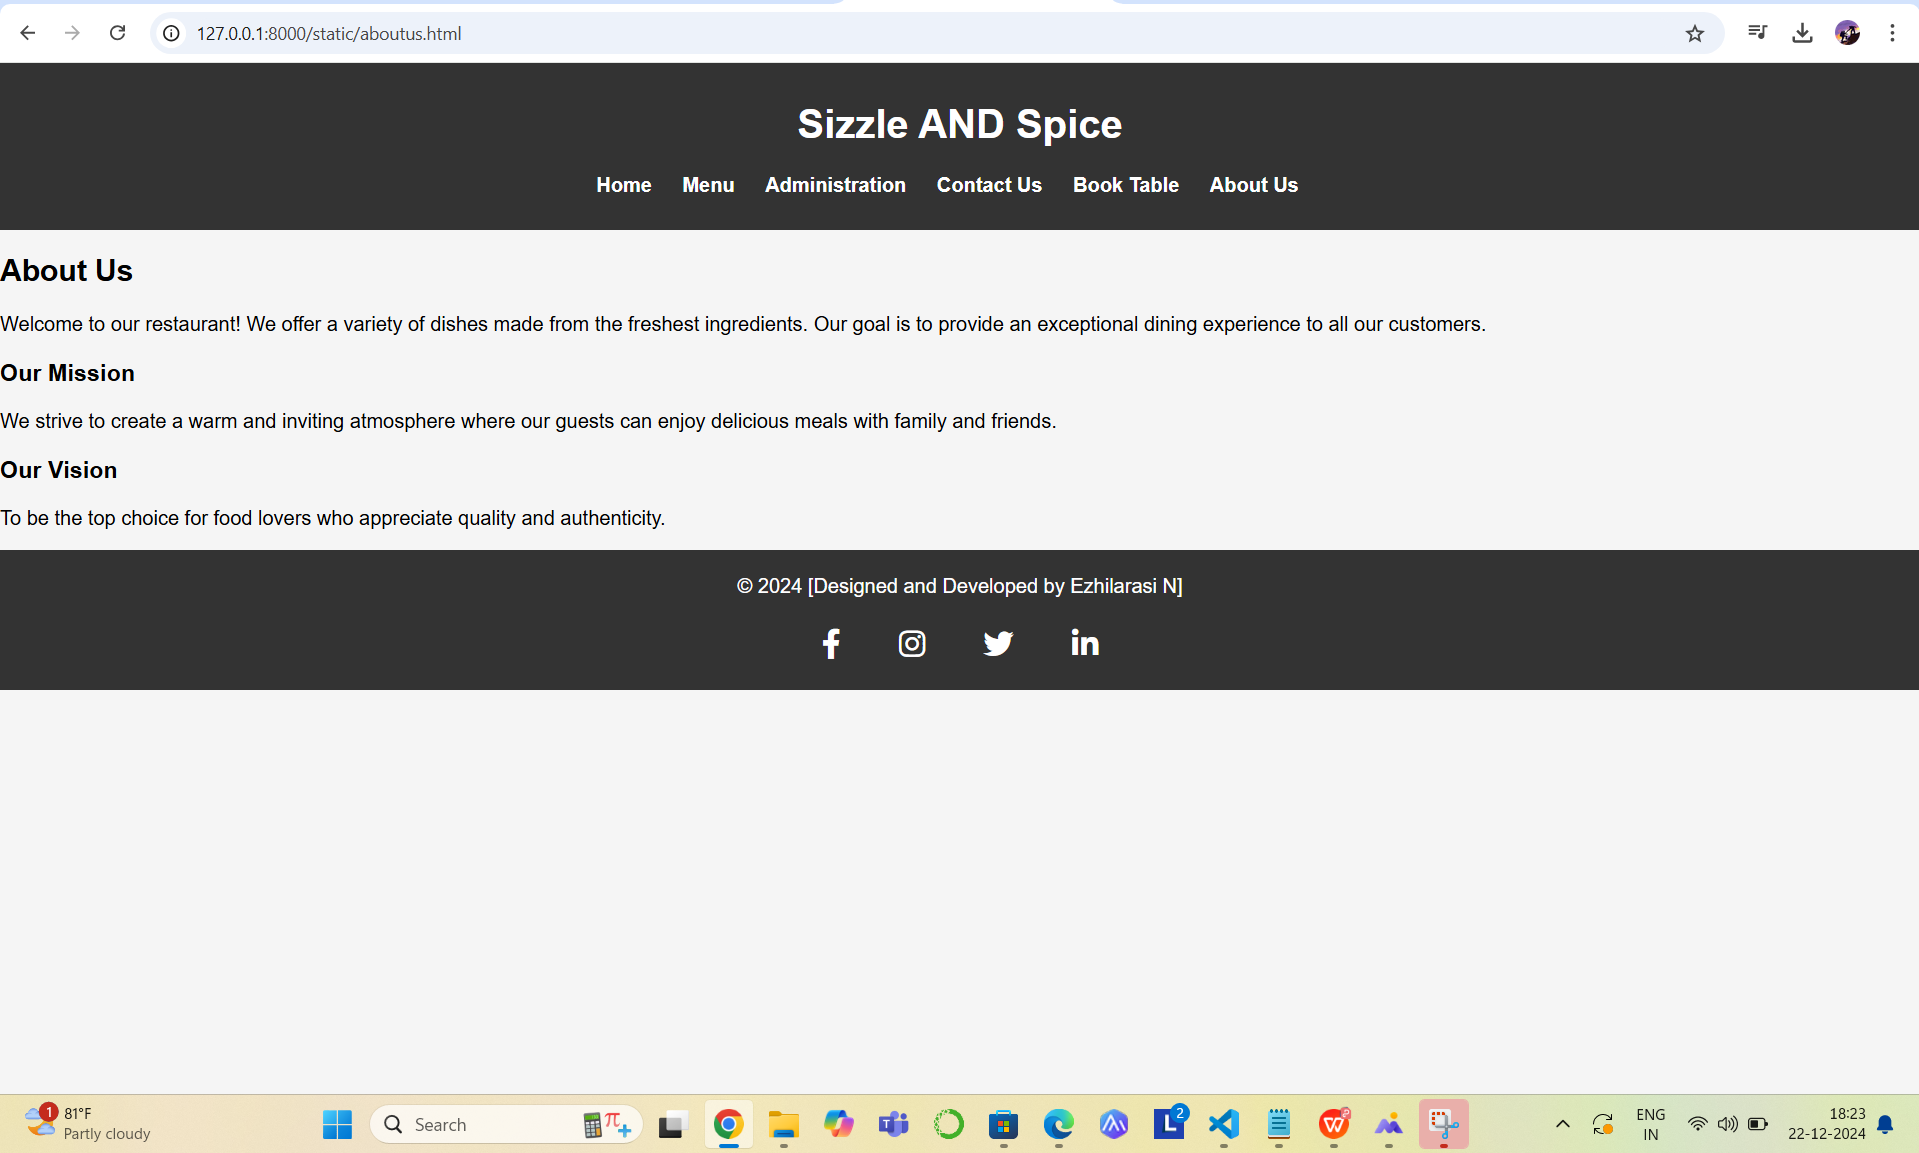 127.0.0.1:8000/static/aboutus.html
Sizzle AND Spice
Home Menu Administration Contact Us Book Table About Us
About Us
Welcome to our restaurant! We offer a variety of dishes made from the freshest ingredients. Our goal is to provide an exceptional dining experience to all our customers.
Our Mission
We strive to create a warm and inviting atmosphere where our guests can enjoy delicious meals with family and friends.
Our Vision
To be the top choice for food lovers who appreciate quality and authenticity.
© 2024 [Designed and Developed by Ezhilarasi N]
1 81°F
Partly cloudy
Search
2
ENG
IN
18:23
22-12-2024